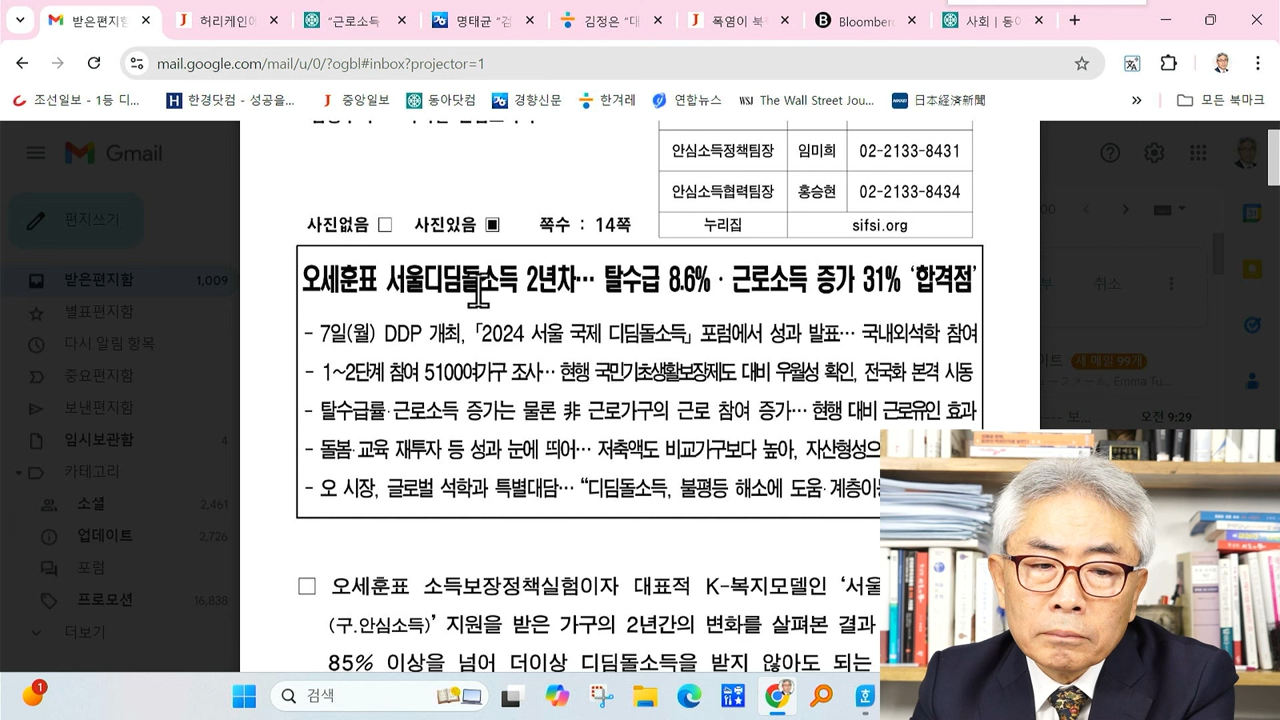 받은편지함
허리케인이
“근로소득
명태균 “검
김정은 “대
폭염이 북
Bloomberg
사회 | 동아
mail.google.com/mail/u/0/?ogbl#inbox?projector=1
조선일보 - 1등 디...
한경닷컴 - 성공을...
중앙일보
동아닷컴
경향신문
한겨레
연합뉴스
WSJ The Wall Street Jou...
日本経済新聞
모든 북마크
Gmail
편지쓰기
받은편지함 1,009
별표편지함
다시 알림 항목
중요편지함
보낸편지함
임시보관함 4
카테고리
소셜 2,461
업데이트 2,726
포럼
프로모션 16,838
더보기
안심소득정책팀장 임미희 02-2133-8431
안심소득협력팀장 홍승현 02-2133-8434
사진없음 □ 사진있음 ▣ 쪽수 : 14쪽
누리집 sifsi.org
오세훈표 서울디딤돌소득 2년차… 탈수급 8.6%·근로소득 증가 31% ‘합격점’
- 7일(월) DDP 개최, 「2024 서울 국제 디딤돌소득」 포럼에서 성과 발표… 국내외석학 참여
- 1~2단계 참여 5100여가구 조사… 현행 국민기초생활보장제도 대비 우월성 확인, 전국화 본격 시동
- 탈수급률·근로소득 증가는 물론 非 근로가구의 근로 참여 증가… 현행 대비 근로유인 효과
- 돌봄·교육 재투자 등 성과 눈에 띄어… 저축액도 비교가구보다 높아, 자산형성으
- 오 시장, 글로벌 석학과 특별대담… “디딤돌소득, 불평등 해소에 도움·계층이동
□ 오세훈표 소득보장정책실험이자 대표적 K-복지모델인 ‘서울
(구.안심소득)’ 지원을 받은 가구의 2년간의 변화를 살펴본 결과
85% 이상을 넘어 더이상 디딤돌소득을 받지 않아도 되는
취소
새 메일 99개
Emma Tu...
오전 9:29
1
검색